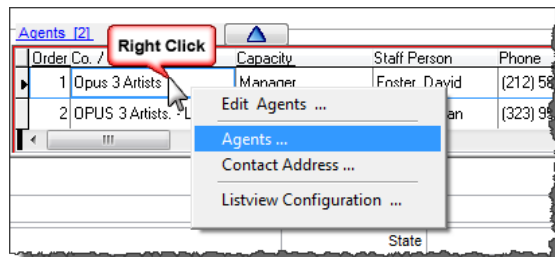 Agents [2]
Right Click
Order Co. / Capacity Staff Person Phone
1 Opus 3 Artists Manager Foster, David (212) 58
2 OPUS 3 Artists. - L an (323) 9
Edit Agents ...
Agents ...
Contact Address ...
Listview Configuration ...
State